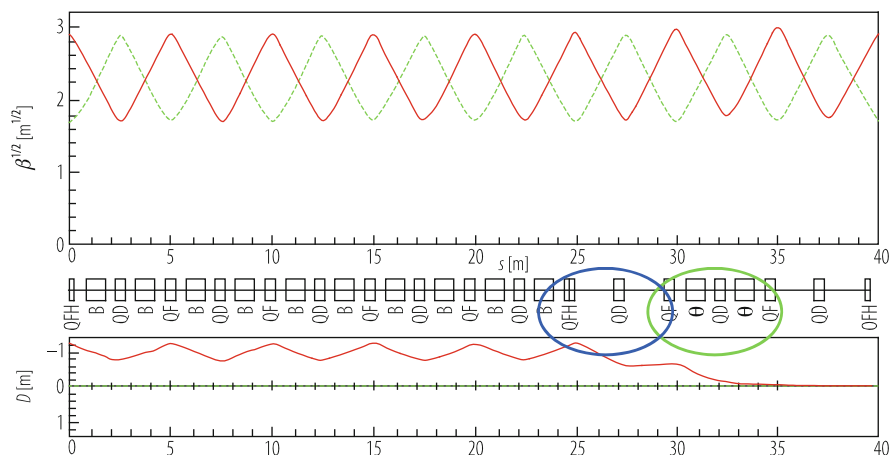 3
2
1
0
β^1/2 [m^1/2]
0 5 10 15 20 25 30 35 40
s [m]
QFH B QD B QF B QD B QF B QD B QF B QD B QF B QD B QFH QD QF θ QD θ QF QD QFH
1
0
1
D [m]
0 5 10 15 20 25 30 35 40